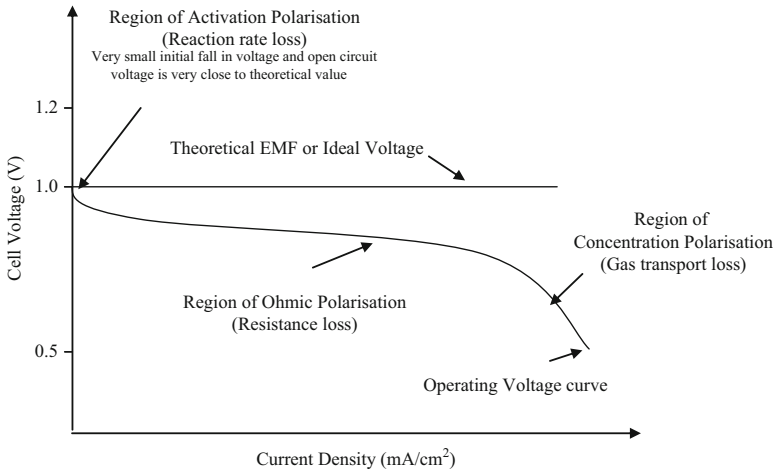 Region of Activation Polarisation
(Reaction rate loss)
Very small initial fall in voltage and open circuit
voltage is very close to theoretical value
1.2
Theoretical EMF or Ideal Voltage
1.0
Cell Voltage (V)
Region of
Concentration Polarisation
(Gas transport loss)
Region of Ohmic Polarisation
(Resistance loss)
0.5
Operating Voltage curve
Current Density (mA/cm²)